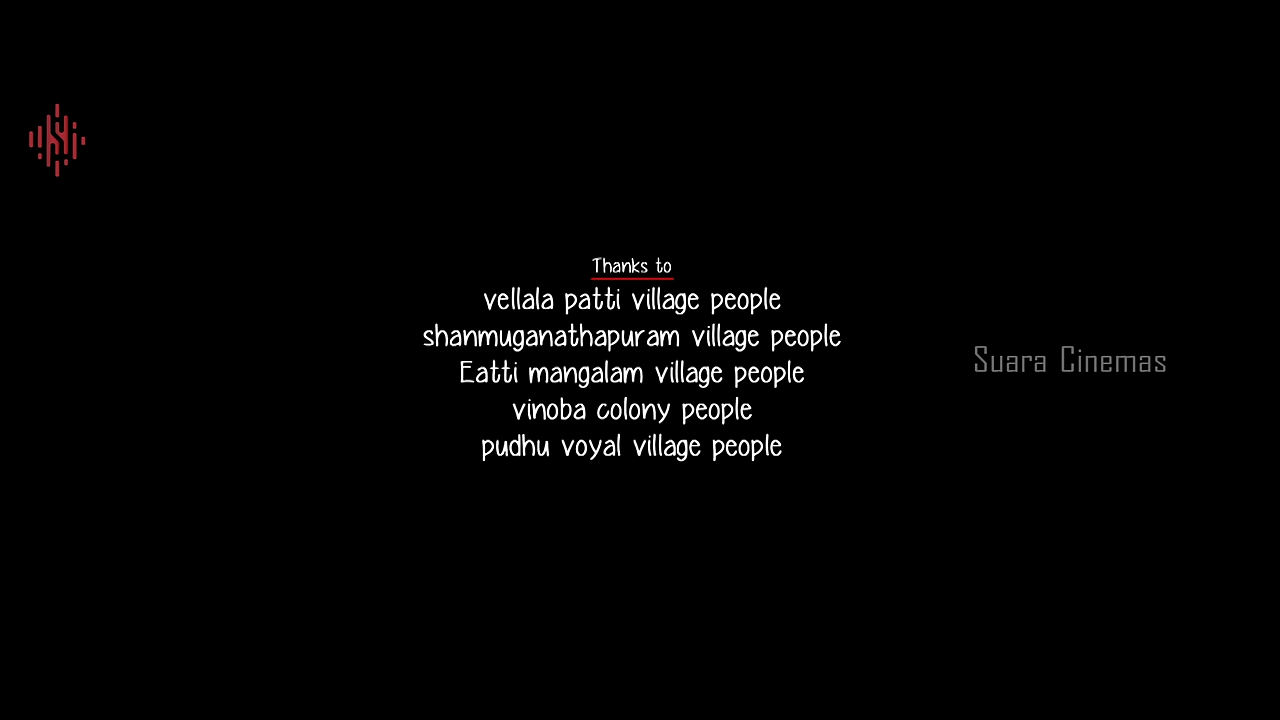 Thanks to
vellala patti village people
shanmuganathapuram village people
Eatti mangalam village people
vinoba colony people
pudhu voyal village people
Suara Cinemas